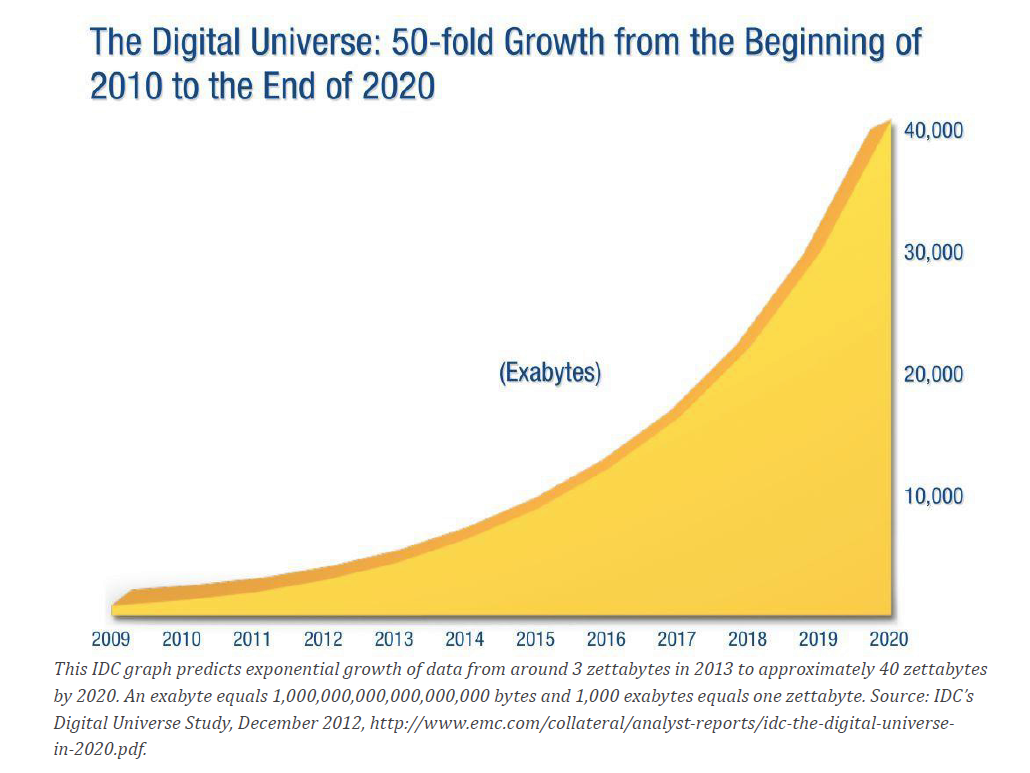 The Digital Universe: 50-fold Growth from the Beginning of
2010 to the End of 2020
40,000
30,000
(Exabytes)
20,000
10,000
2009 2010 2011 2012 2013 2014 2015 2016 2017 2018 2019 2020
This IDC graph predicts exponential growth of data from around 3 zettabytes in 2013 to approximately 40 zettabytes
by 2020. An exabyte equals 1,000,000,000,000,000,000 bytes and 1,000 exabytes equals one zettabyte. Source: IDC’s
Digital Universe Study, December 2012, http://www.emc.com/collateral/analyst-reports/idc-the-digital-universe-
in-2020.pdf.